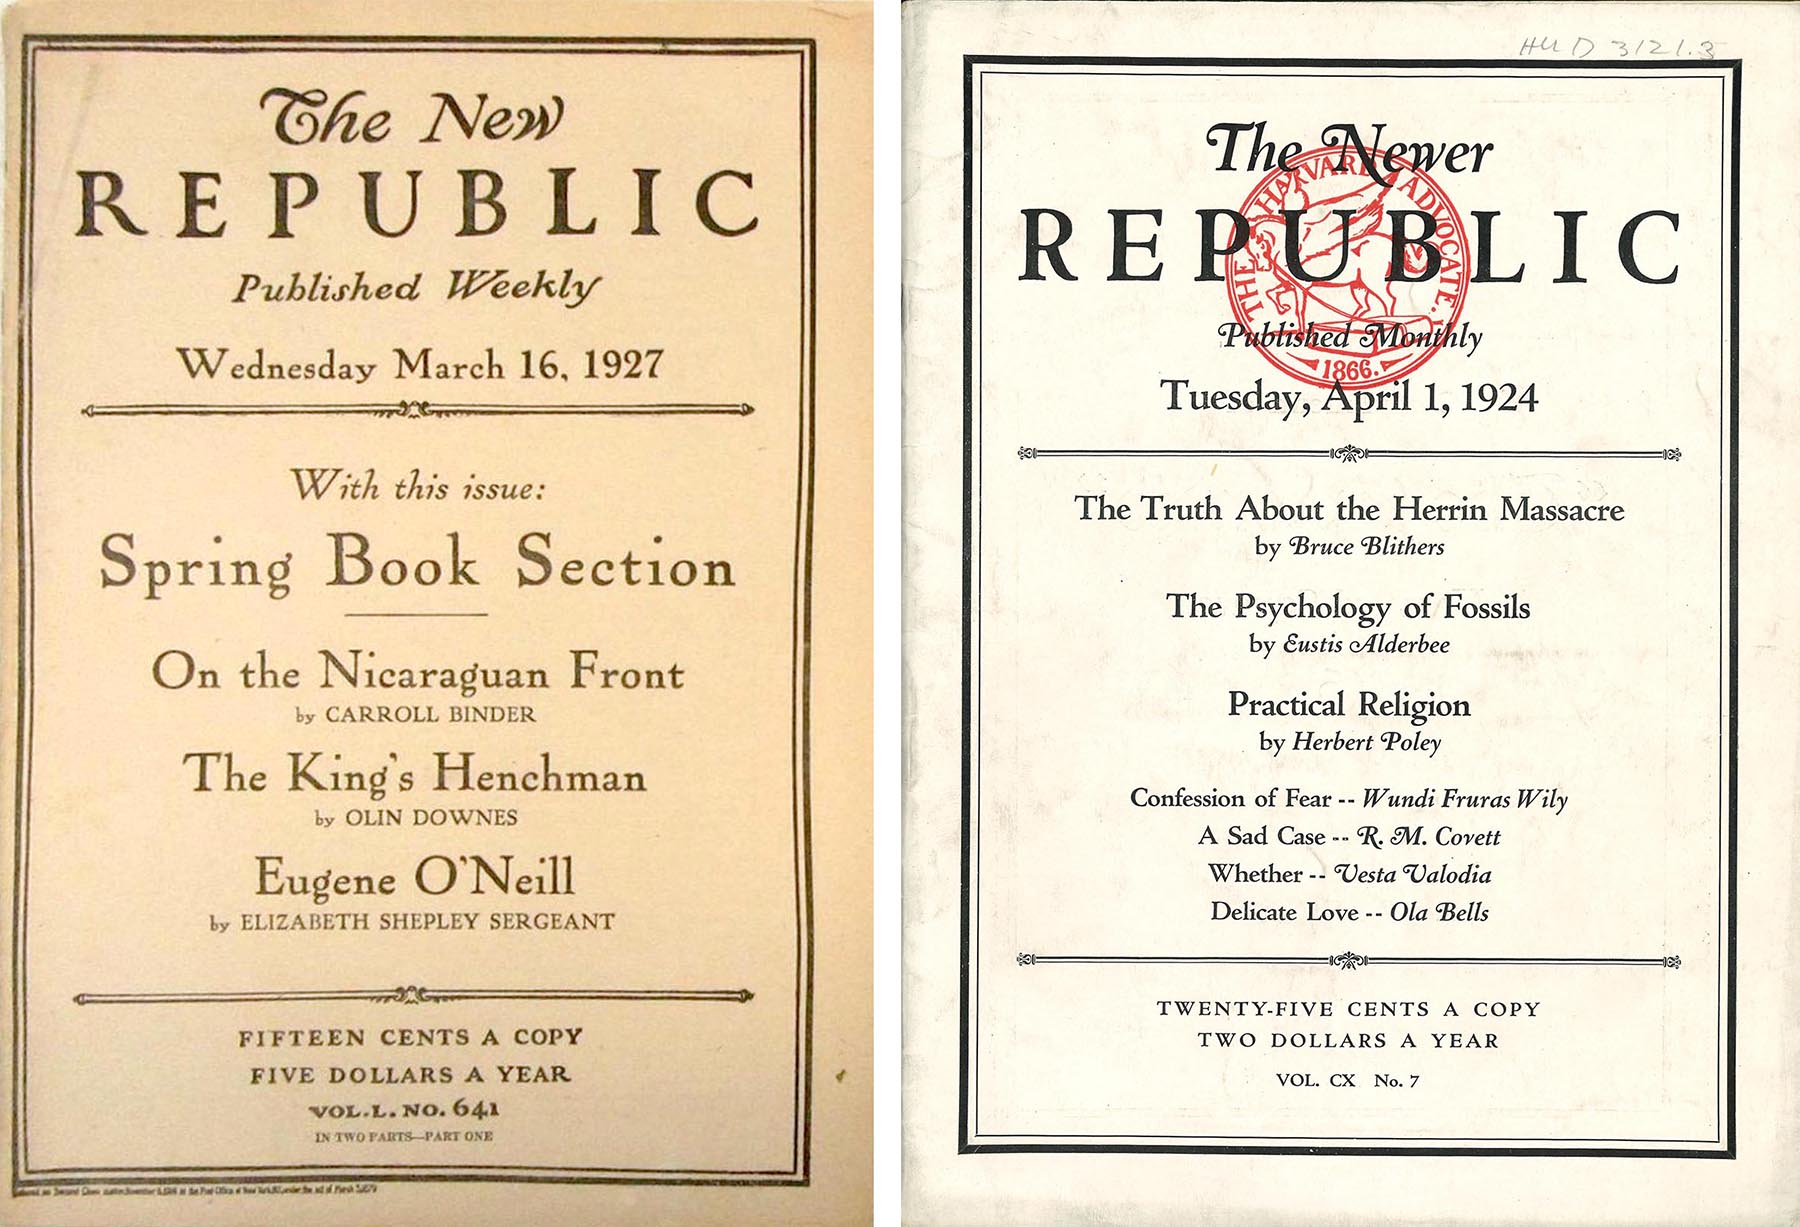 The New
REPUBLIC
Published Weekly
Wednesday March 16, 1927
With this issue:
Spring Book Section
On the Nicaraguan Front
by CARROLL BINDER
The King's Henchman
by OLIN DOWNES
Eugene O'Neill
by ELIZABETH SHEPLEY SERGEANT
FIFTEEN CENTS A COPY
FIVE DOLLARS A YEAR
VOL. L. NO. 641
IN TWO PARTS—PART ONE
HUD 3121.3
The Newer
REPUBLIC
THE HARVARD ADVOCATE.
Published Monthly
1866.
Tuesday, April 1, 1924
The Truth About the Herrin Massacre
by Bruce Blithers
The Psychology of Fossils
by Eustis Alderbee
Practical Religion
by Herbert Poley
Confession of Fear -- Wundi Fruras Wily
A Sad Case -- R. M. Covett
Whether -- Vesta Valodia
Delicate Love -- Ola Bells
TWENTY-FIVE CENTS A COPY
TWO DOLLARS A YEAR
VOL. CX No. 7